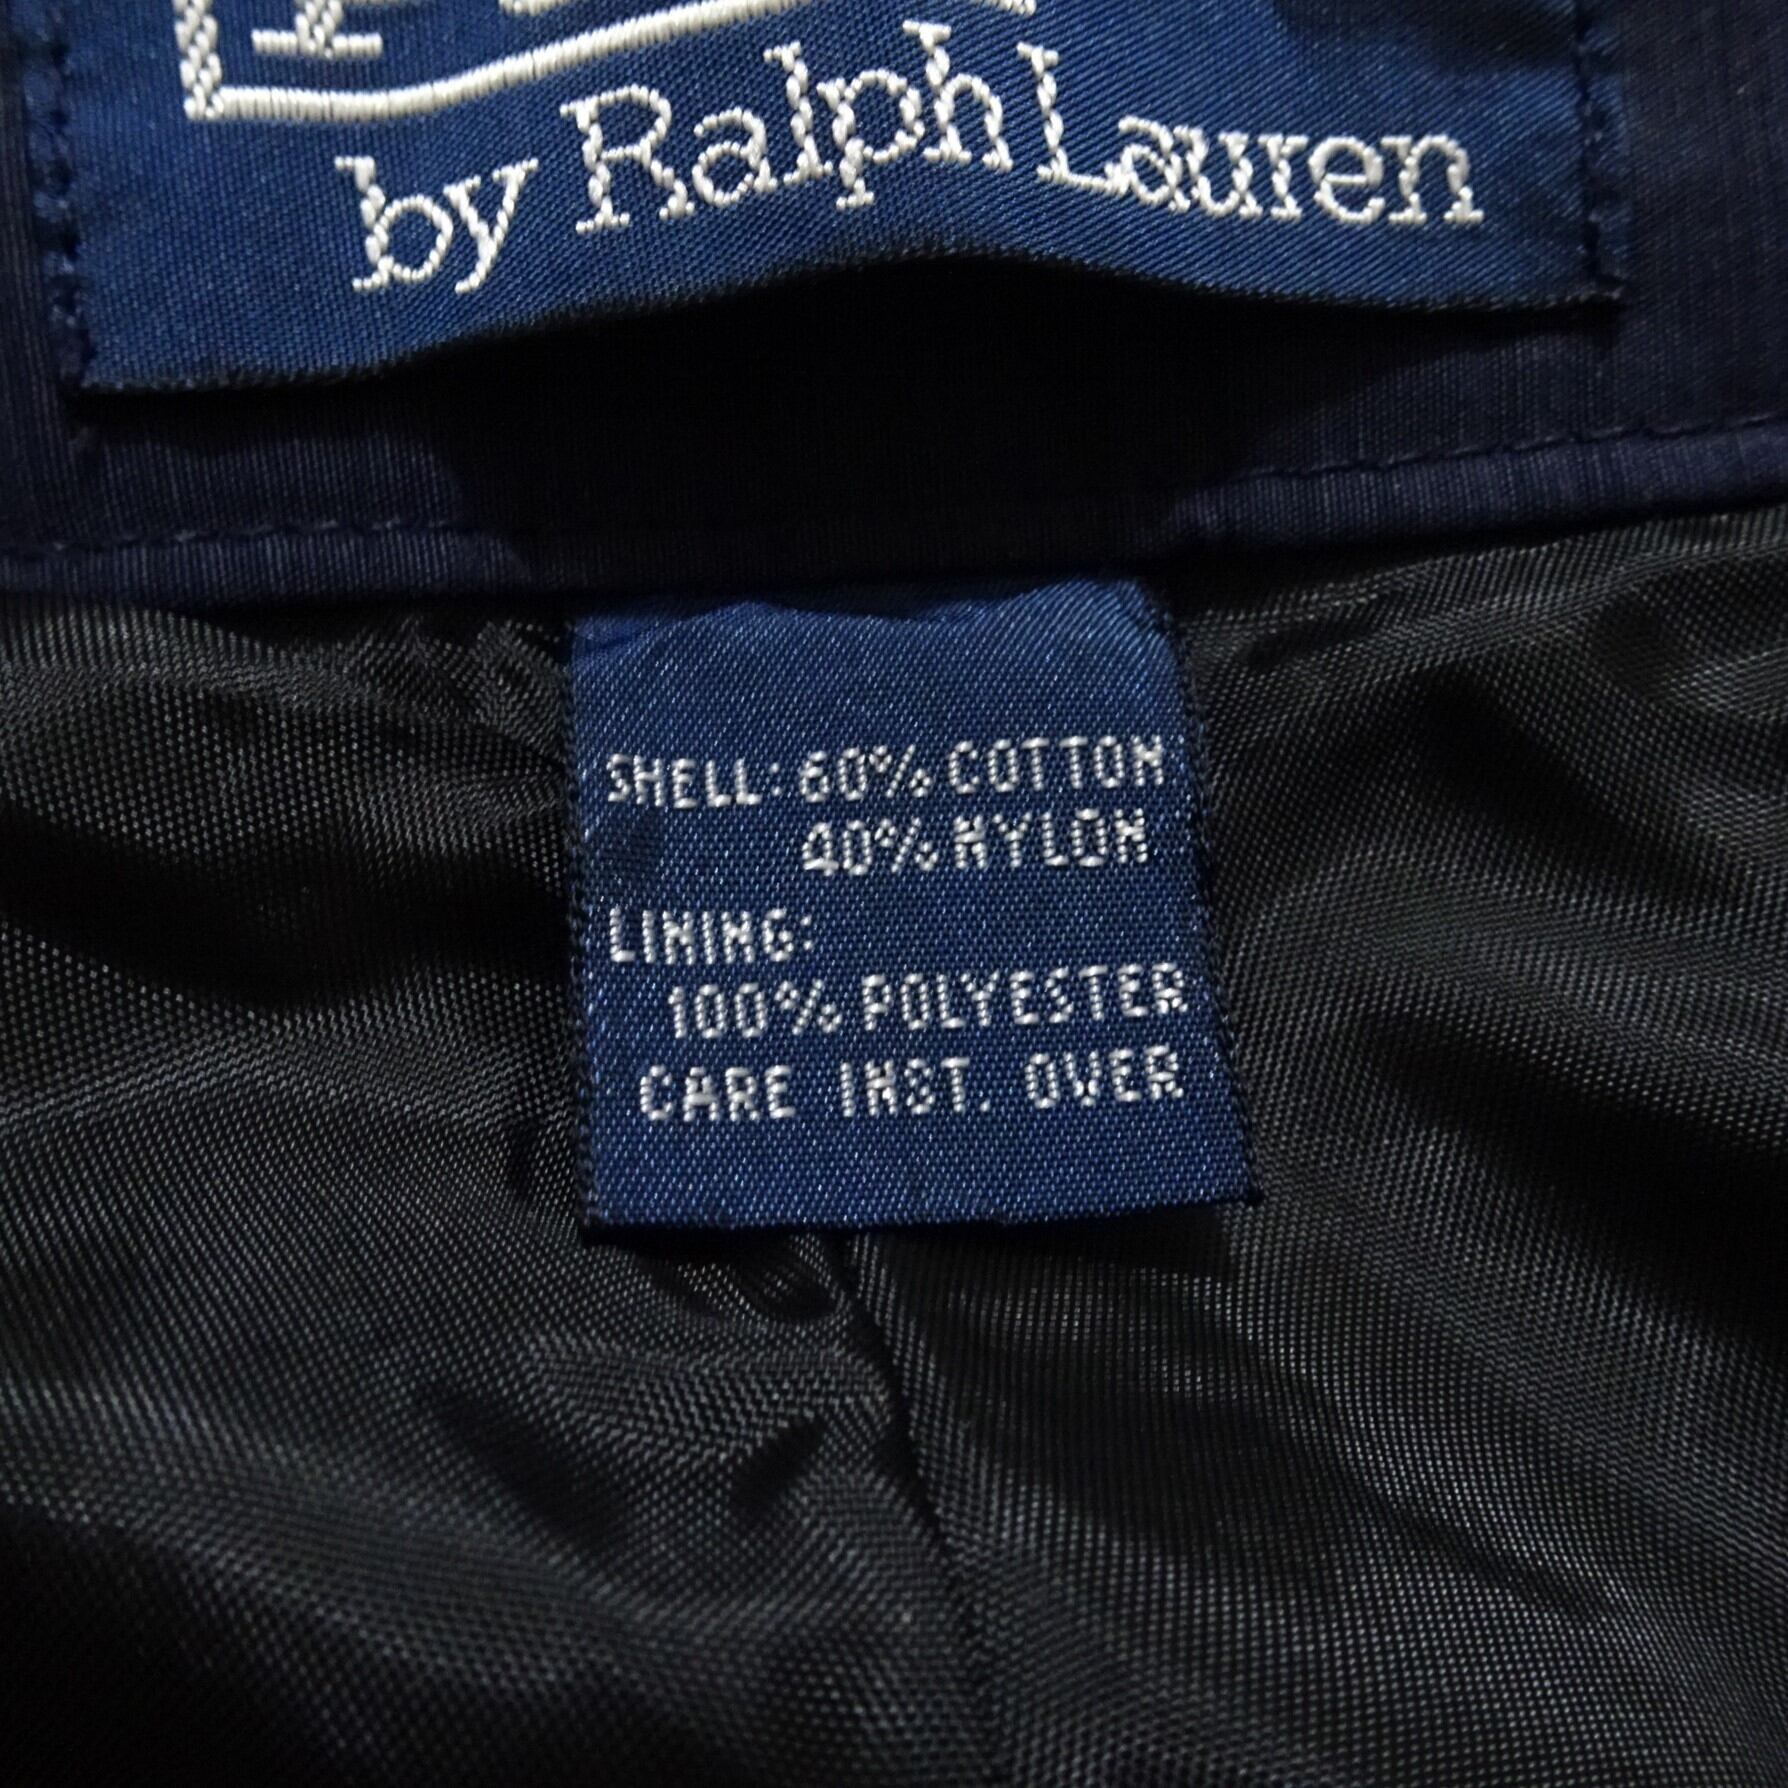 by Ralph Lauren
SHELL: 60% COTTON
40% NYLON
LINING:
100% POLYESTER
CARE INST. OVER